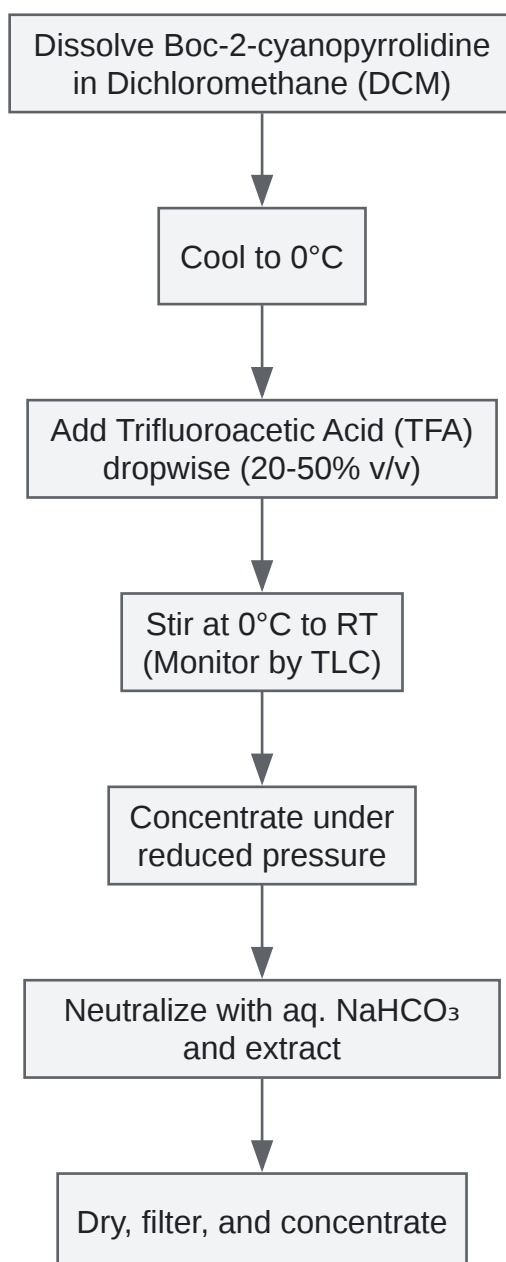 Dissolve Boc-2-cyanopyrrolidine
in Dichloromethane (DCM)
Cool to 0°C
Add Trifluoroacetic Acid (TFA)
dropwise (20-50% v/v)
Stir at 0°C to RT
(Monitor by TLC)
Concentrate under
reduced pressure
Neutralize with aq. NaHCO₃
and extract
Dry, filter, and concentrate